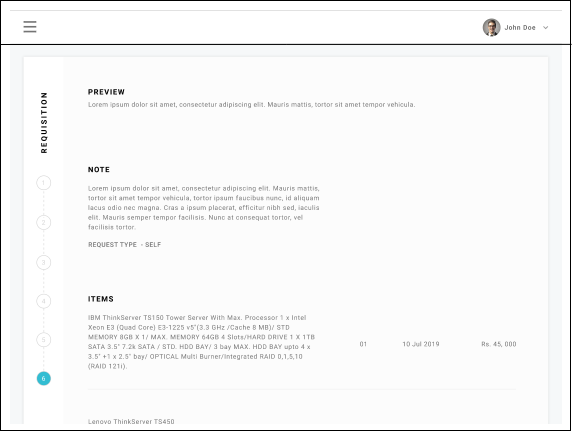 John Doe
REQUISITION
PREVIEW
Lorem ipsum dolor sit amet, consectetur adipiscing elit. Mauris mattis, tortor sit amet tempor vehicula.
NOTE
Lorem ipsum dolor sit amet, consectetur adipiscing elit. Mauris mattis,
tortor sit amet tempor vehicula, tortor ipsum faucibus nunc, id aliquam
lacus odio nec magna. Cras a ipsum placerat, efficitur nibh sed, iaculis
elit. Mauris semper tempor facilisis. Nunc at consequat tortor, vel
facilisis tortor.
REQUEST TYPE - SELF
1
2
3
4
5
6
ITEMS
IBM ThinkServer TS150 Tower Server With Max. Processor 1 x Intel
Xeon E3 (Quad Core) E3-1225 v5"(3.3 GHz /Cache 8 MB)/ STD
MEMORY 8GB X 1/ MAX. MEMORY 64GB 4 Slots/HARD DRIVE 1 X 1TB
SATA 3.5" 7.2k SATA / STD. HDD BAY/ 3 bay MAX. HDD BAY upto 4 x
3.5" +1 x 2.5" bay/ OPTICAL Multi Burner/Integrated RAID 0,1,5,10
(RAID 121i).
01
10 Jul 2019
Rs. 45, 000
Lenovo ThinkServer TS450